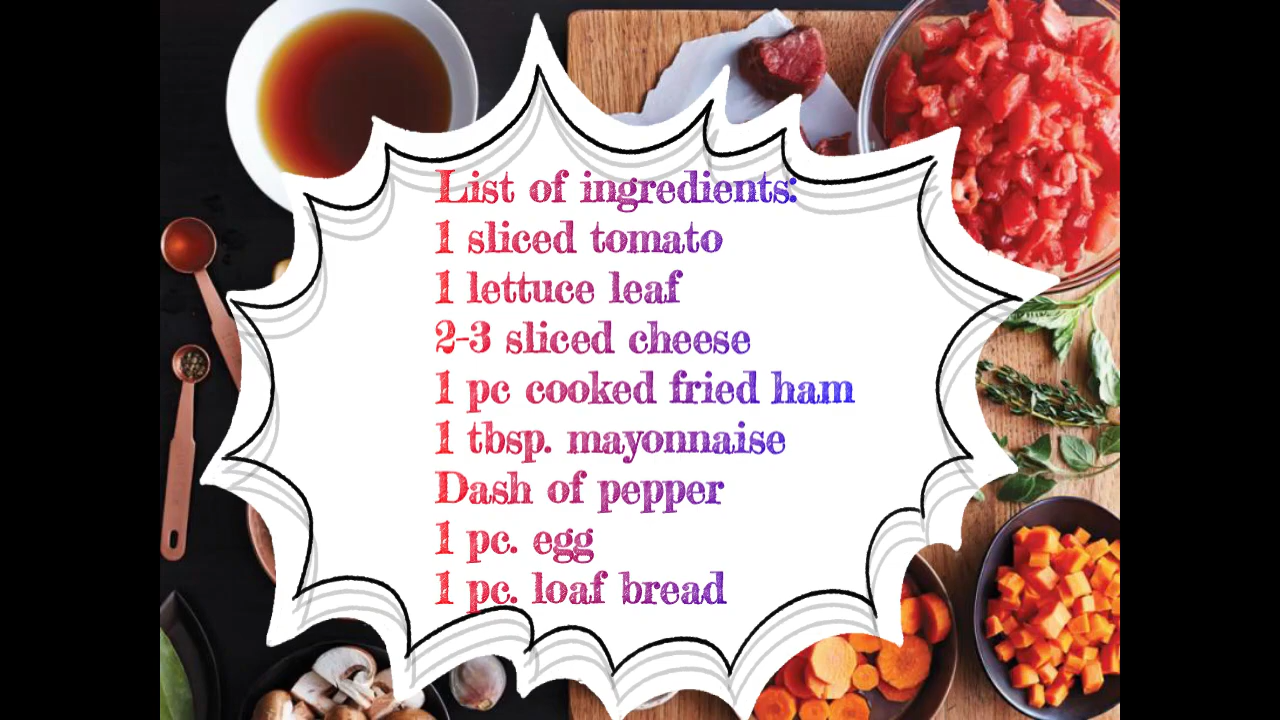 List of ingredients:
1 sliced tomato
1 lettuce leaf
2-3 sliced cheese
1 pc cooked fried ham
1 tbsp. mayonnaise
Dash of pepper
1 pc. egg
1 pc. loaf bread